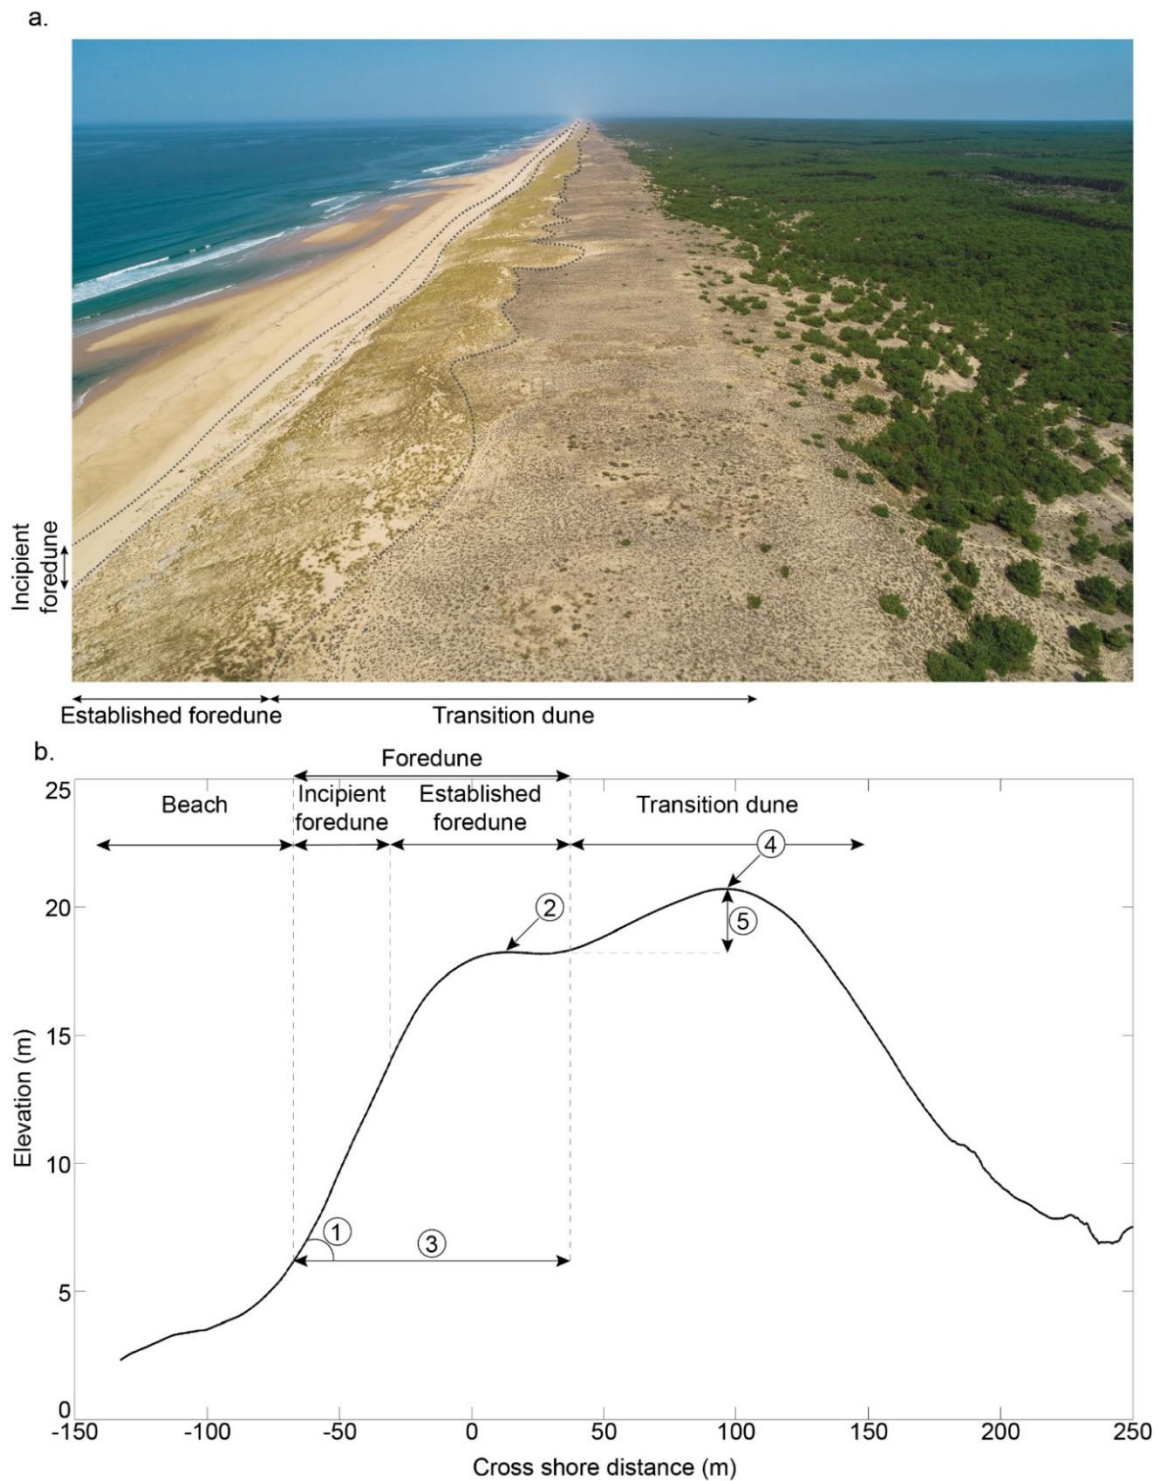 a.
Incipient
foredune
Established foredune
Transition dune
b.
Foredune
Beach
Incipient
foredune
Established
foredune
Transition dune
25
20
15
10
5
0
Elevation (m)
1
2
3
4
5
-150
-100
-50
0
50
100
150
200
250
Cross shore distance (m)